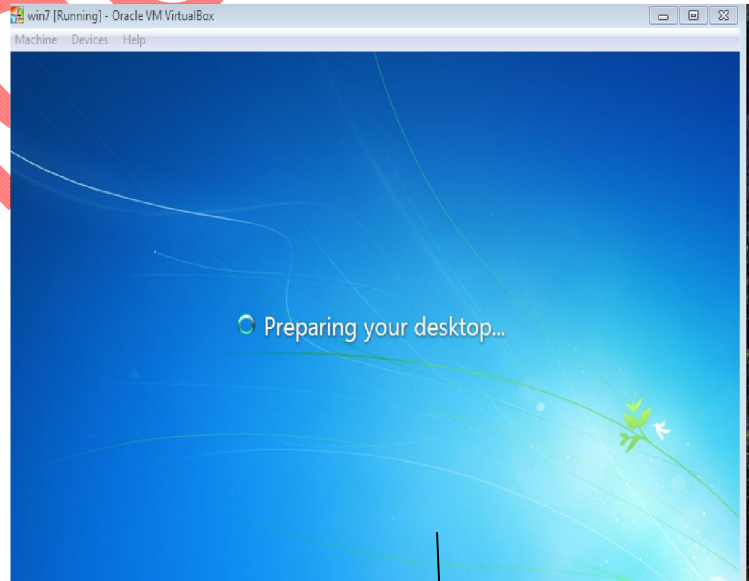 win7 [Running] - Oracle VM VirtualBox
Machine Devices Help
Preparing your desktop...